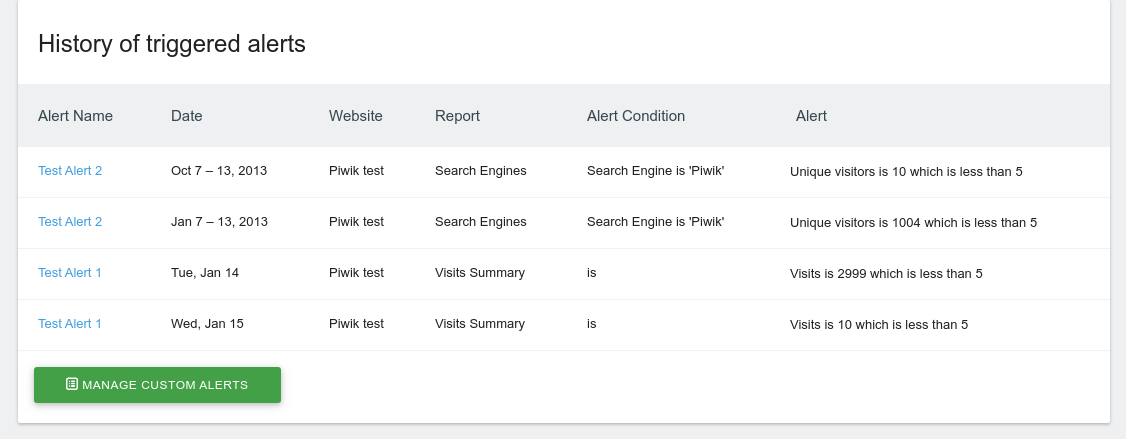 History of triggered alerts
Alert Name Date Website Report Alert Condition Alert
Test Alert 2 Oct 7 – 13, 2013 Piwik test Search Engines Search Engine is 'Piwik' Unique visitors is 10 which is less than 5
Test Alert 2 Jan 7 – 13, 2013 Piwik test Search Engines Search Engine is 'Piwik' Unique visitors is 1004 which is less than 5
Test Alert 1 Tue, Jan 14 Piwik test Visits Summary is Visits is 2999 which is less than 5
Test Alert 1 Wed, Jan 15 Piwik test Visits Summary is Visits is 10 which is less than 5
MANAGE CUSTOM ALERTS